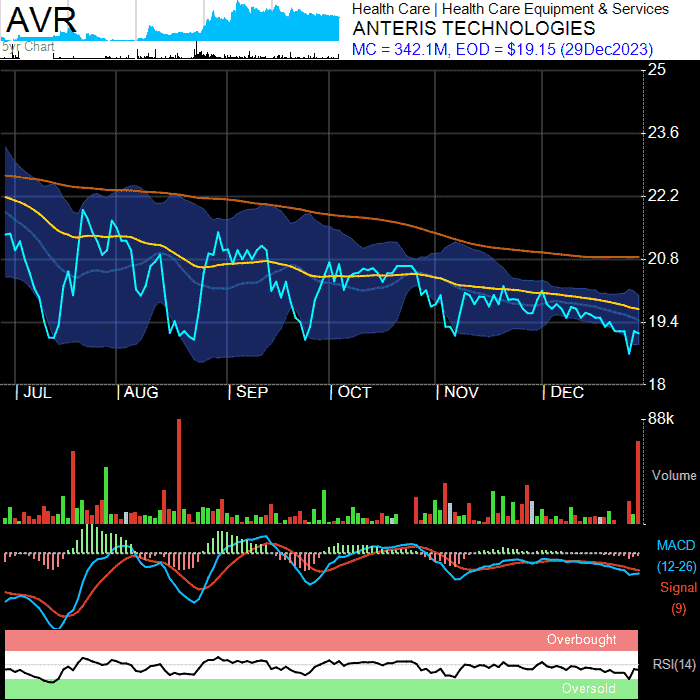 AVR
5yr Chart
Health Care | Health Care Equipment & Services
ANTERIS TECHNOLOGIES
MC = 342.1M, EOD = $19.15 (29Dec2023)
25
23.6
22.2
20.8
19.4
18
| JUL | AUG | SEP | OCT | NOV | DEC
88k
Volume
MACD
(12-26)
Signal
(9)
Overbought
RSI(14)
Oversold